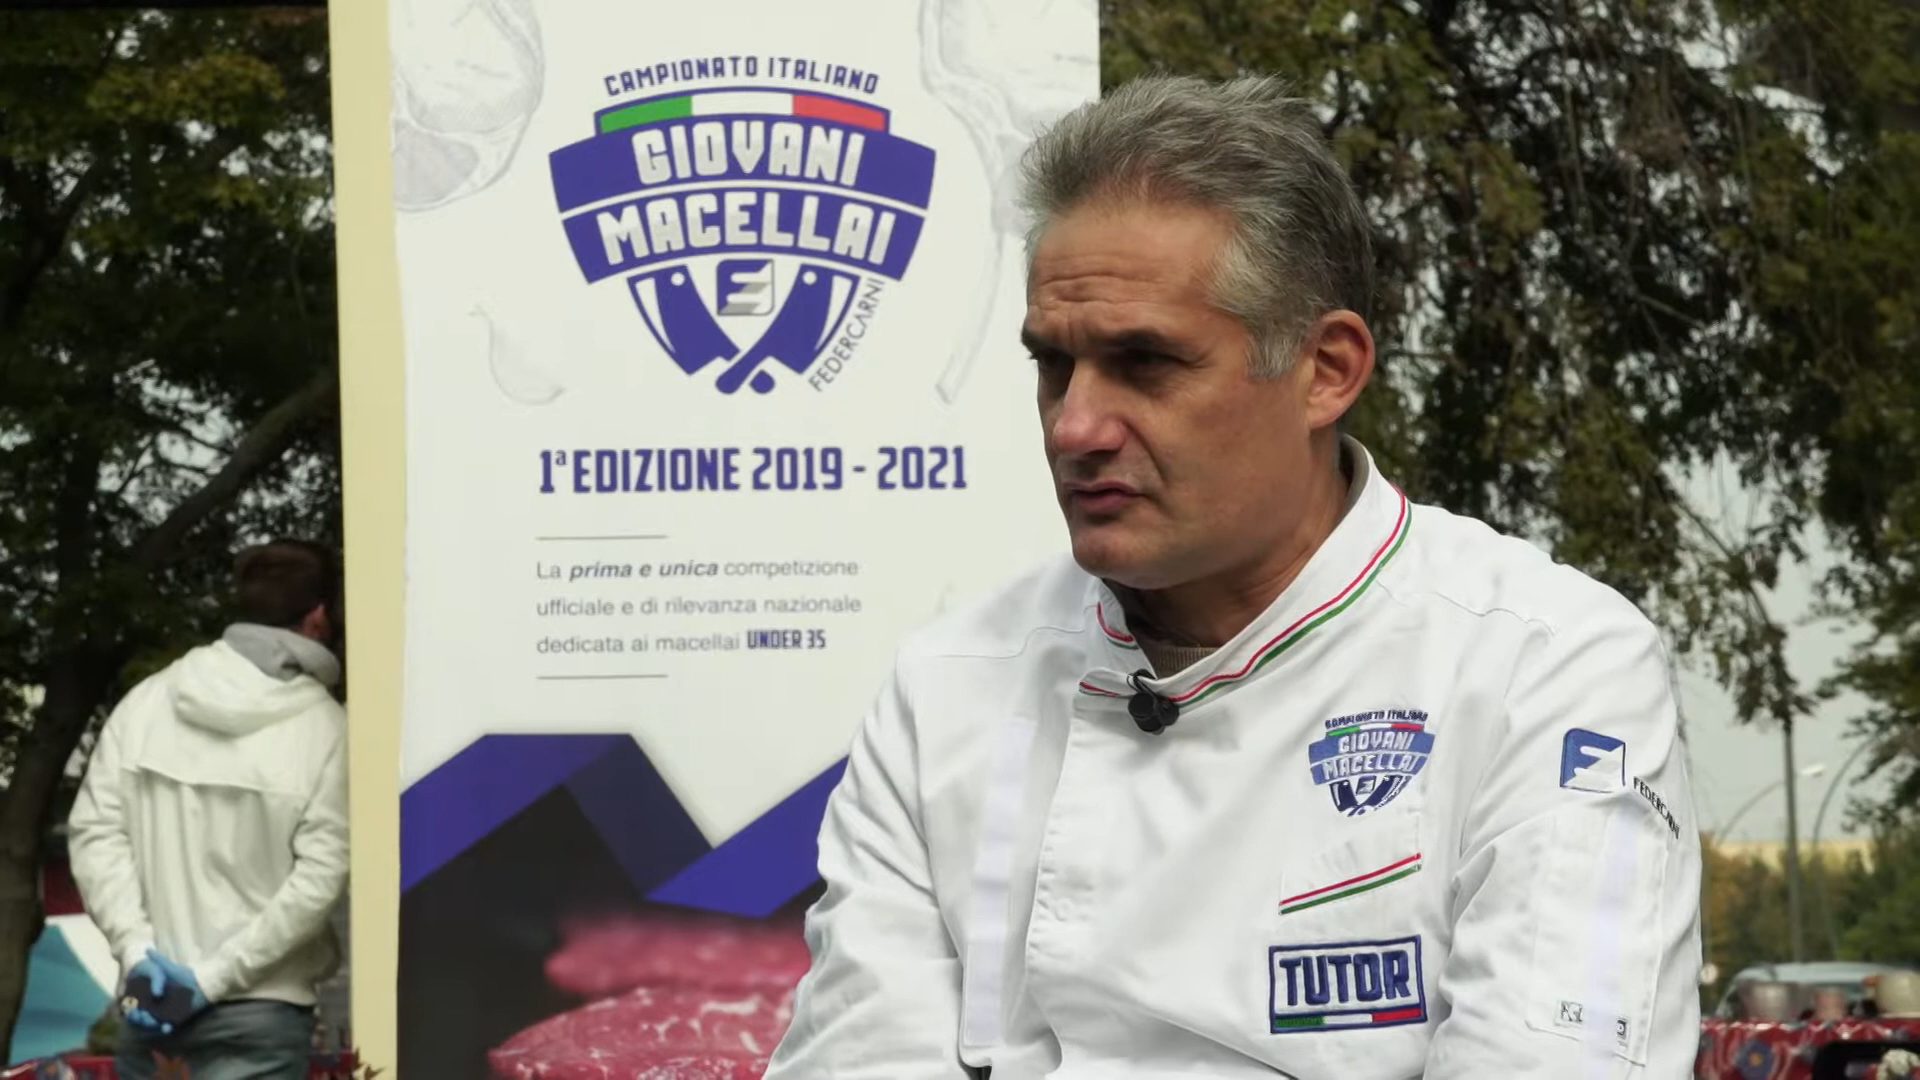 CAMPIONATO ITALIANO
GIOVANI
MACELLAI
FEDERCARNI
1ª EDIZIONE 2019 - 2021
La prima e unica competizione
ufficiale e di rilevanza nazionale
dedicata ai macellai UNDER 35
CAMPIONATO ITALIANO
GIOVANI
MACELLAI
FEDERCARNI
TUTOR